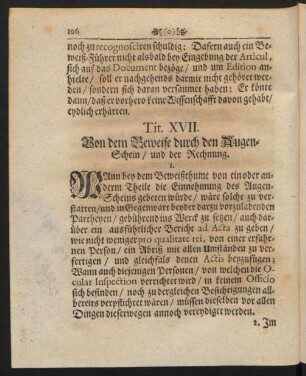 106 (o)
noch zu recognosciren schuldig: Dafern auch ein Be-
weiß-Führer nicht alsbald bey Eingebung der Articul,
sich auf das Document bezöge/ und um Edition an-
hielte/ soll er nachgehends darmit nicht gehöret wer-
den/ sondern sich daran versäumet haben: Er könte
dann/ daß er vorhero keine Wissenschafft davon gehabt/
eydlich erhärten.
Tit. XVII.
Von dem Beweise durch den Augen-
Schein/ und der Rechnung.
1.
WAnn bey dem Beweißthume von ein oder an-
derm Theile die Einnehmung des Augen-
Scheins gebeten würde/ wäre solche zu ver-
statten/ und in Gegenwart beyder darzu vorzuladenden
Partheyen/ gebührend ins Werck zu setzen/ auch dar-
über ein ausführlicher Bericht ad Acta zu geben/
wie nicht weniger pro qualitate rei, von einer erfahr-
nen Person/ ein Abriß mit allen Umständen zu ver-
fertigen/ und gleichfals denen Actis beyzufügen:
Wann auch diejenigen Personen/ von welchen die O-
cular Inspection verrichtet wird/ in keinem Officio
sich befinden/ noch zu dergleichen Besichtigungen all-
bereits verpflichtet wären/ müssen dieselben vor allen
Dingen dieserwegen annoch vereydiget werden.
2. Im